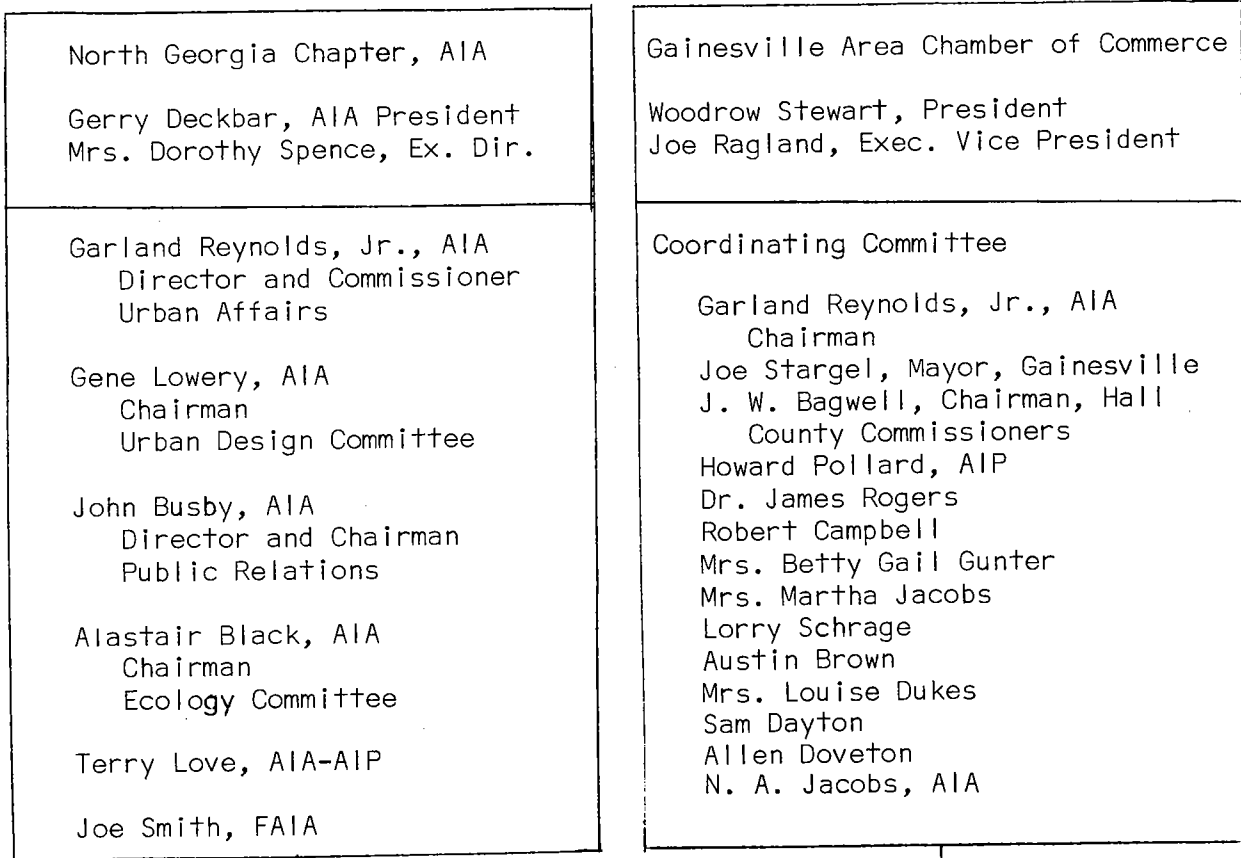 North Georgia Chapter, AIA
Gerry Deckbar, AIA President
Mrs. Dorothy Spence, Ex. Dir.
Garland Reynolds, Jr., AIA
Director and Commissioner
Urban Affairs
Gene Lowery, AIA
Chairman
Urban Design Committee
John Busby, AIA
Director and Chairman
Public Relations
Alastair Black, AIA
Chairman
Ecology Committee
Terry Love, AIA-AIP
Joe Smith, FAIA
Gainesville Area Chamber of Commerce
Woodrow Stewart, President
Joe Ragland, Exec. Vice President
Coordinating Committee
Garland Reynolds, Jr., AIA
Chairman
Joe Stargel, Mayor, Gainesville
J. W. Bagwell, Chairman, Hall
County Commissioners
Howard Pollard, AIP
Dr. James Rogers
Robert Campbell
Mrs. Betty Gail Gunter
Mrs. Martha Jacobs
Lorry Schrage
Austin Brown
Mrs. Louise Dukes
Sam Dayton
Allen Doveton
N. A. Jacobs, AIA